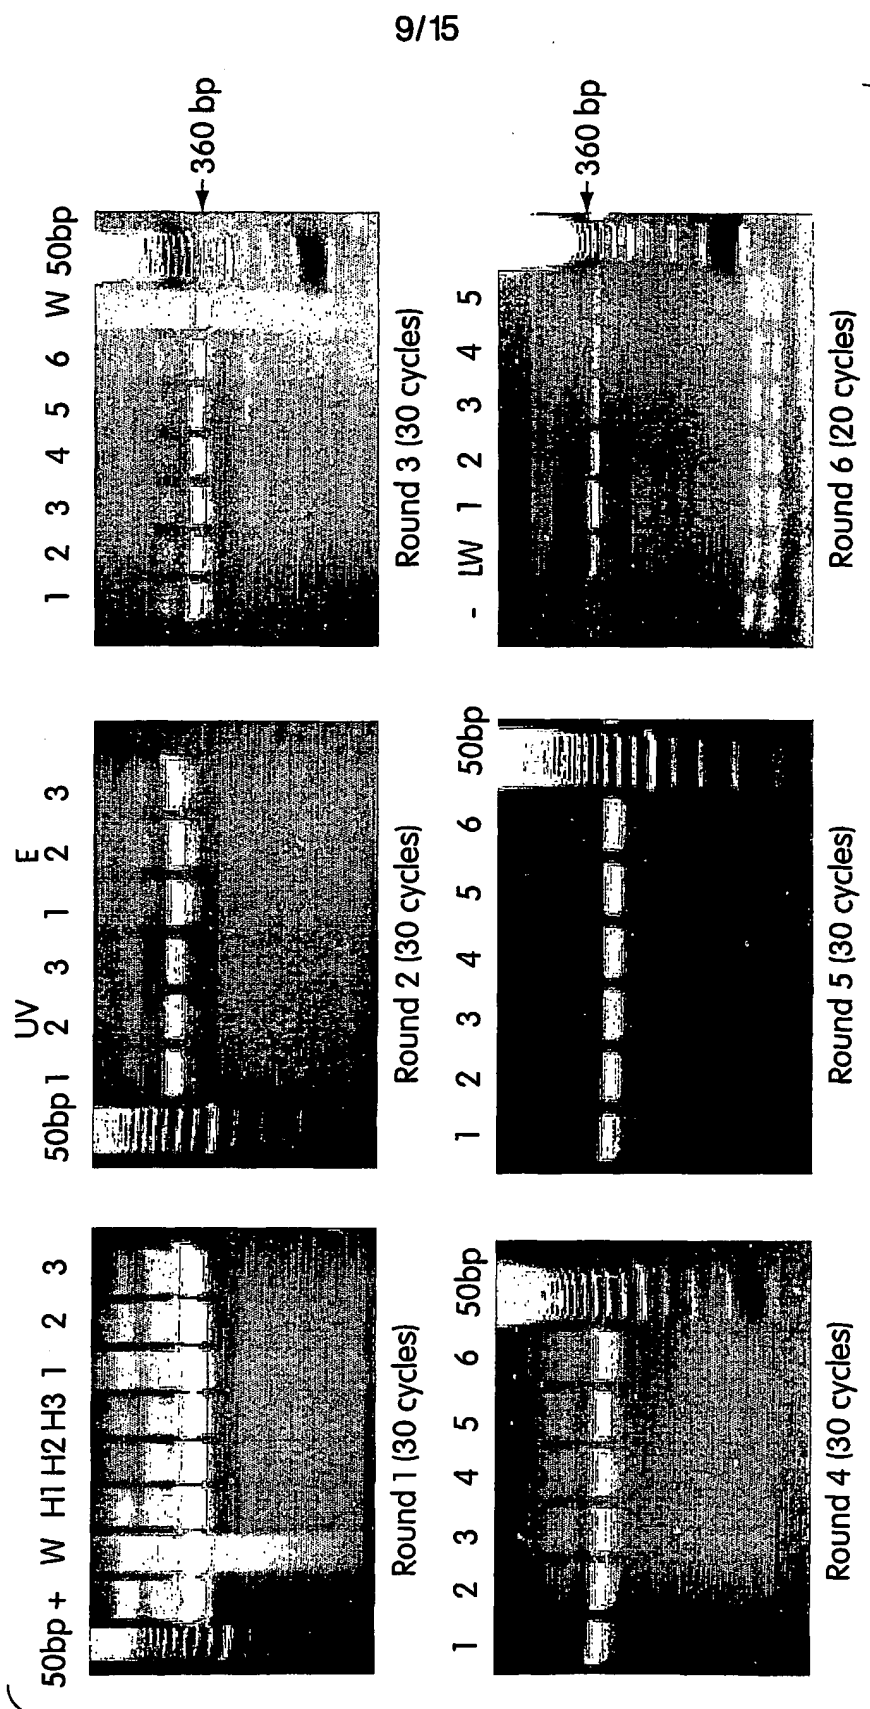 9/15
50bp + W H1 H2 H3 1 2 3
Round 1 (30 cycles)
UV E
50bp 1 2 3 1 2 3
Round 2 (30 cycles)
1 2 3 4 5 6 W 50bp
360 bp
Round 3 (30 cycles)
1 2 3 4 5 6 50bp
Round 4 (30 cycles)
1 2 3 4 5 6 50bp
Round 5 (30 cycles)
- LW 1 2 3 4 5
360 bp
Round 6 (20 cycles)